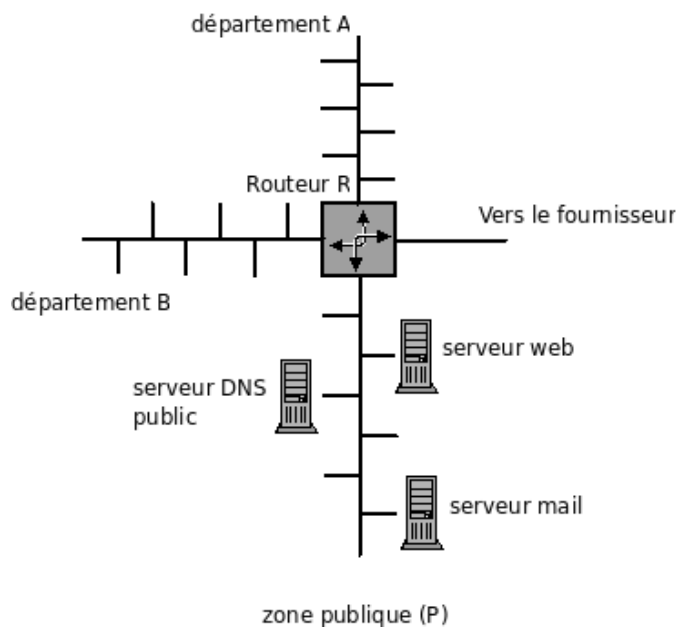 département A
Routeur R
Vers le fournisseur
département B
serveur web
serveur DNS
public
serveur mail
zone publique (P)